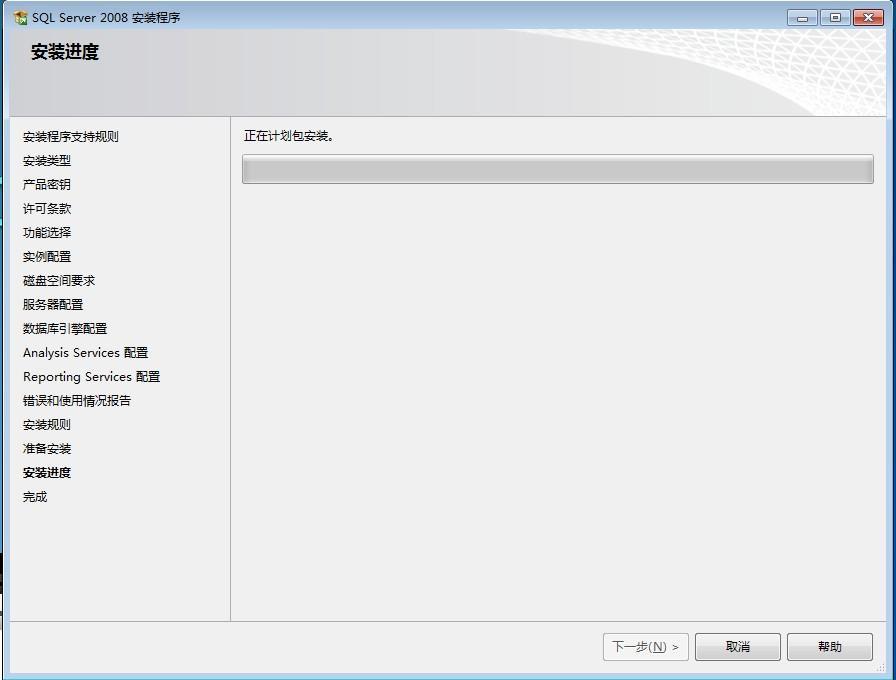 SQL Server 2008 安装程序
安装进度
安装程序支持规则
安装类型
产品密钥
许可条款
功能选择
实例配置
磁盘空间要求
服务器配置
数据库引擎配置
Analysis Services 配置
Reporting Services 配置
错误和使用情况报告
安装规则
准备安装
安装进度
完成
正在计划包安装。
下一步(N) >
取消
帮助